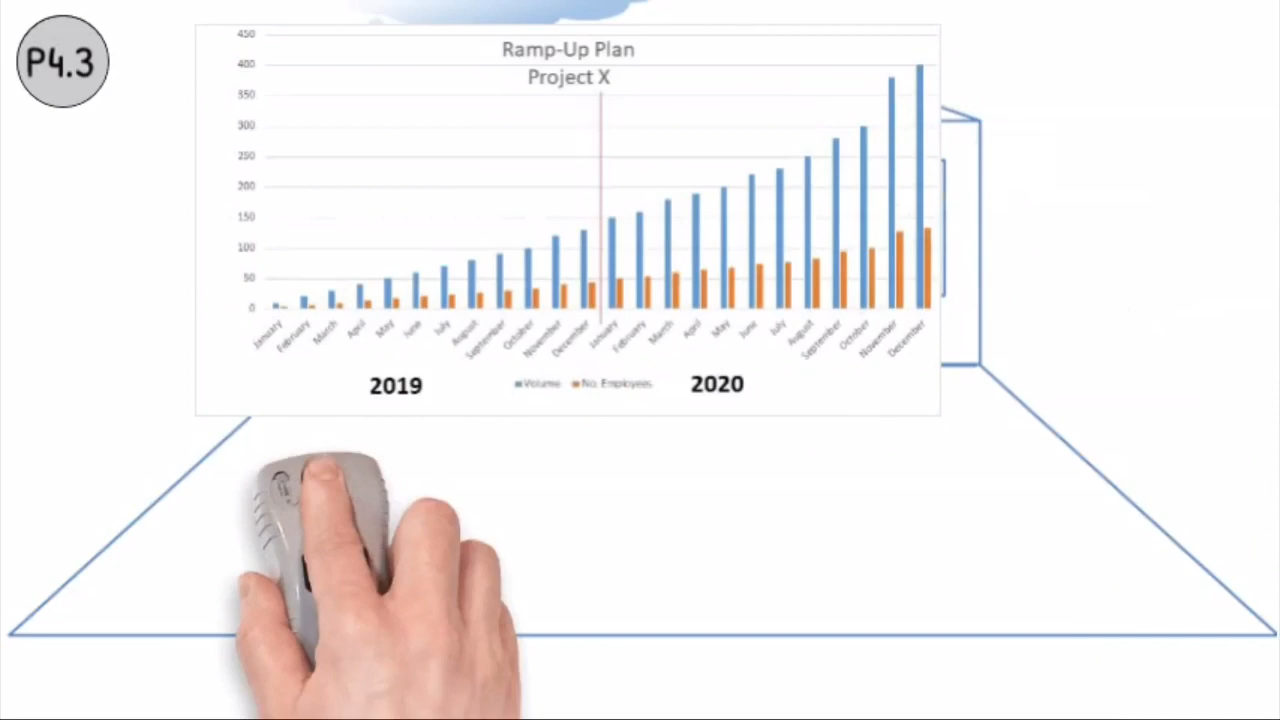 P4.3
Ramp-Up Plan
Project X
450
400
350
300
250
200
150
100
50
0
January
February
March
April
May
June
July
August
September
October
November
December
January
February
March
April
May
June
July
August
September
October
November
December
2019
Volume
No. Employees
2020